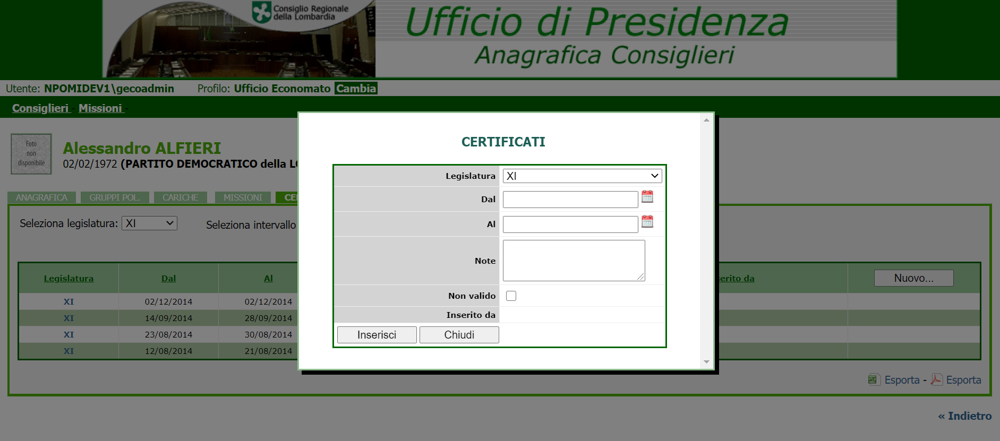 Consiglio Regionale
della Lombardia
Ufficio di Presidenza
Anagrafica Consiglieri
Utente: NPOMIDEV1\gecoadmin Profilo: Ufficio Economato Cambia
Consiglieri - Missioni -
Foto
non
disponibile
Alessandro ALFIERI
02/02/1972 (PARTITO DEMOCRATICO della LO
ANAGRAFICA GRUPPI POL. CARICHE MISSIONI CE
Seleziona legislatura: XI Seleziona intervallo
Legislatura Dal Al serito da Nuovo...
XI 02/12/2014 02/12/2014
XI 14/09/2014 28/09/2014
XI 23/08/2014 30/08/2014
XI 12/08/2014 21/08/2014
CERTIFICATI
Legislatura XI
Dal
Al
Note
Non valido
Inserito da
Inserisci Chiudi
Esporta - Esporta
« Indietro